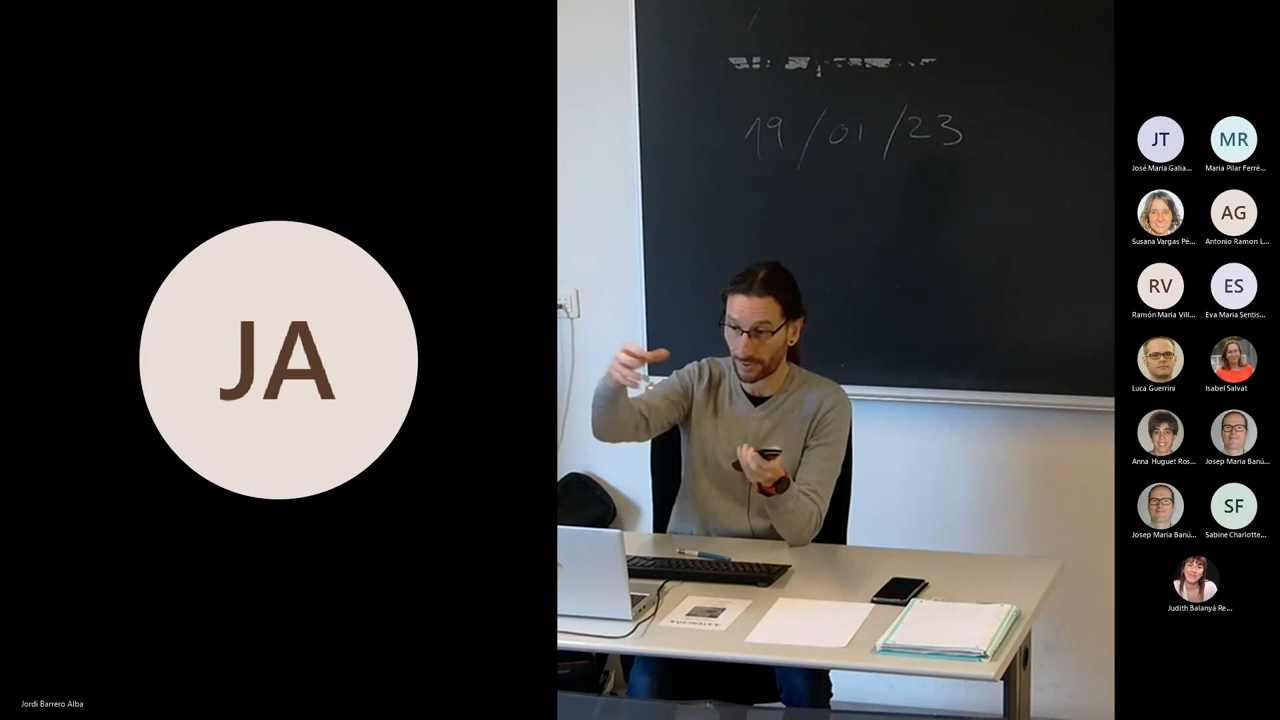 19/01/23
JA
Jordi Barrero Alba
JT
José Maria Galia...
MR
Maria Pilar Ferré...
Susana Vargas Pé...
AG
Antonio Ramon L...
RV
Ramón Maria Vill...
ES
Eva Maria Sentis...
Luca Guerrini
Isabel Salvat
Anna Huguet Ros...
Josep Maria Banú...
Josep Maria Banú...
SF
Sabine Charlotte...
Judith Balanyà Re...